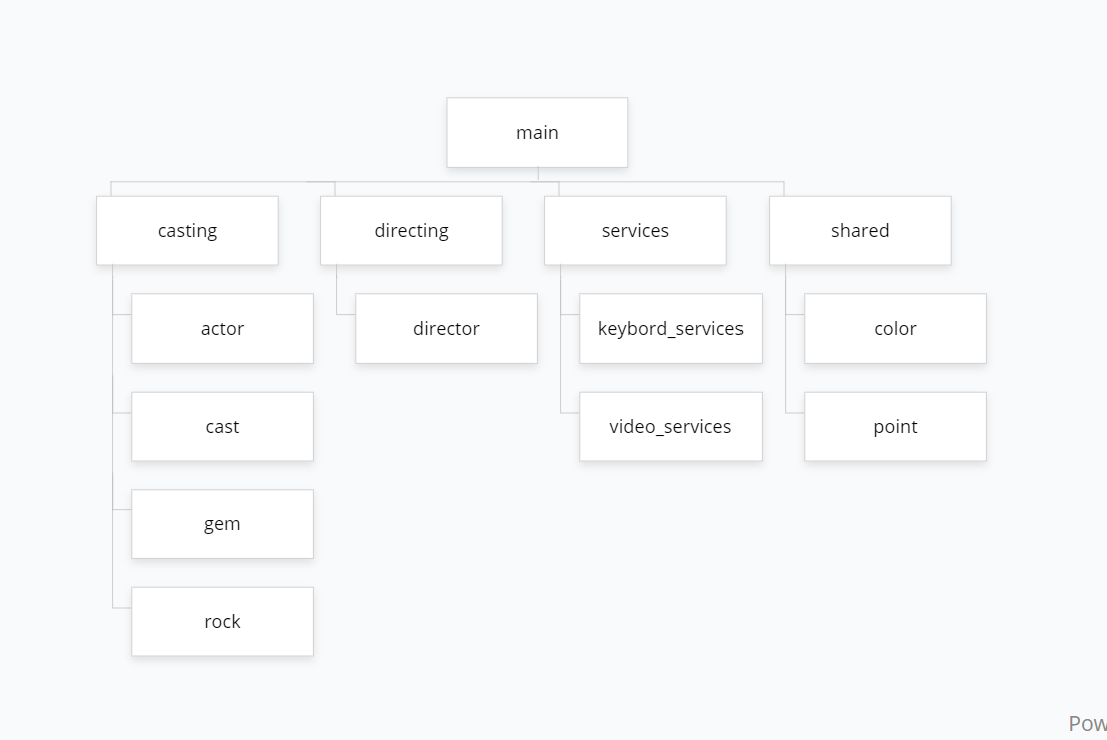 main
casting
directing
services
shared
actor
director
keybord_services
color
cast
video_services
point
gem
rock
Pow